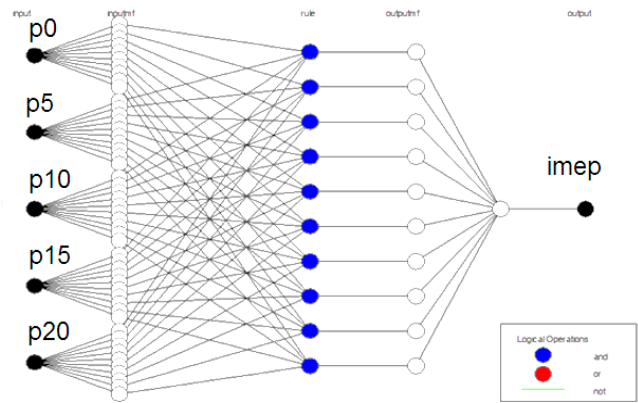 input inputmf rule outputmf output
p0
p5
p10
imep
p15
p20
Logical Operations
and
or
not